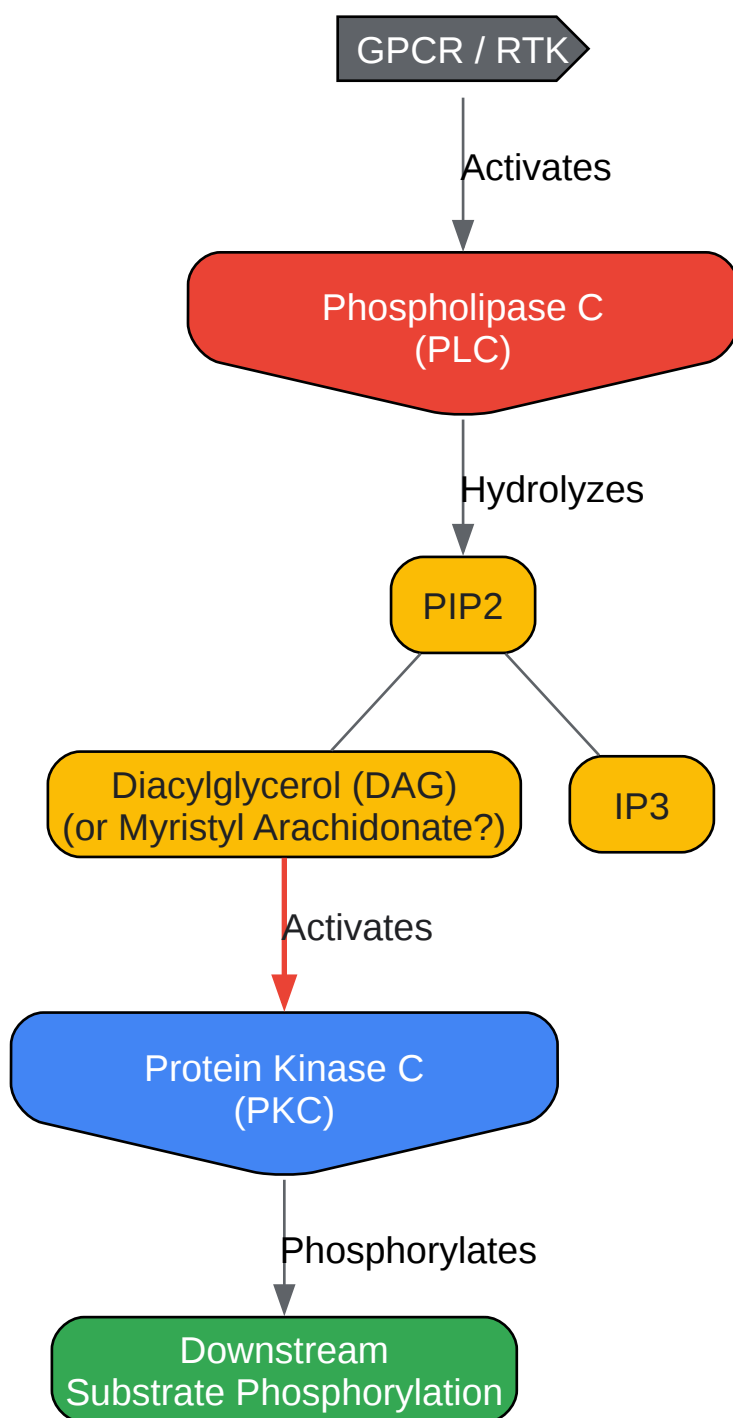 GPCR / RTK
Activates
Phospholipase C
(PLC)
Hydrolyzes
PIP2
Diacylglycerol (DAG)
(or Myristyl Arachidonate?)
IP3
Activates
Protein Kinase C
(PKC)
Phosphorylates
Downstream
Substrate Phosphorylation